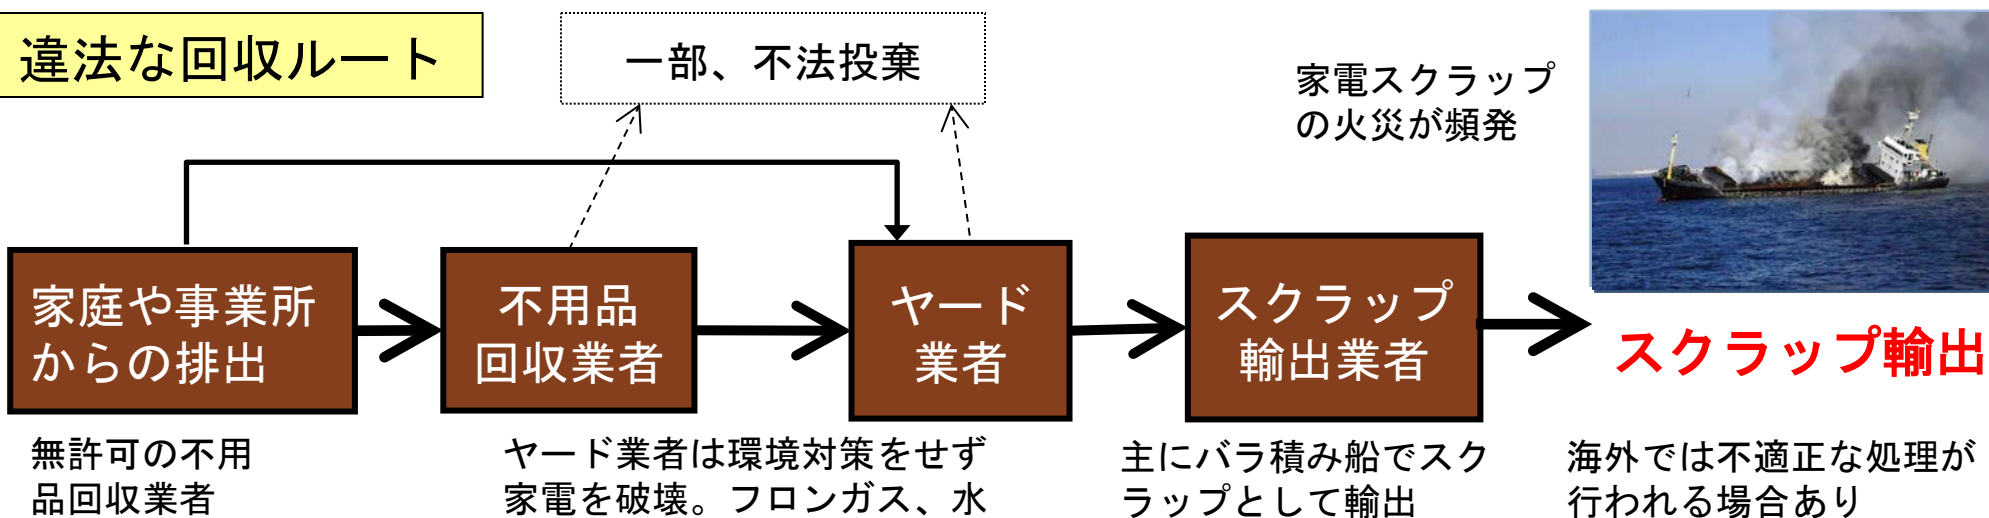 違法な回収ルート
一部、不法投棄
家電スクラップ
の火災が頻発
家庭や事業所
からの排出
不用品
回収業者
ヤード
業者
スクラップ
輸出業者
スクラップ輸出
無許可の不用
品回収業者
ヤード業者は環境対策をせず
家電を破壊。フロンガス、水
主にバラ積み船でスク
ラップとして輸出
海外では不適正な処理が
行われる場合あり